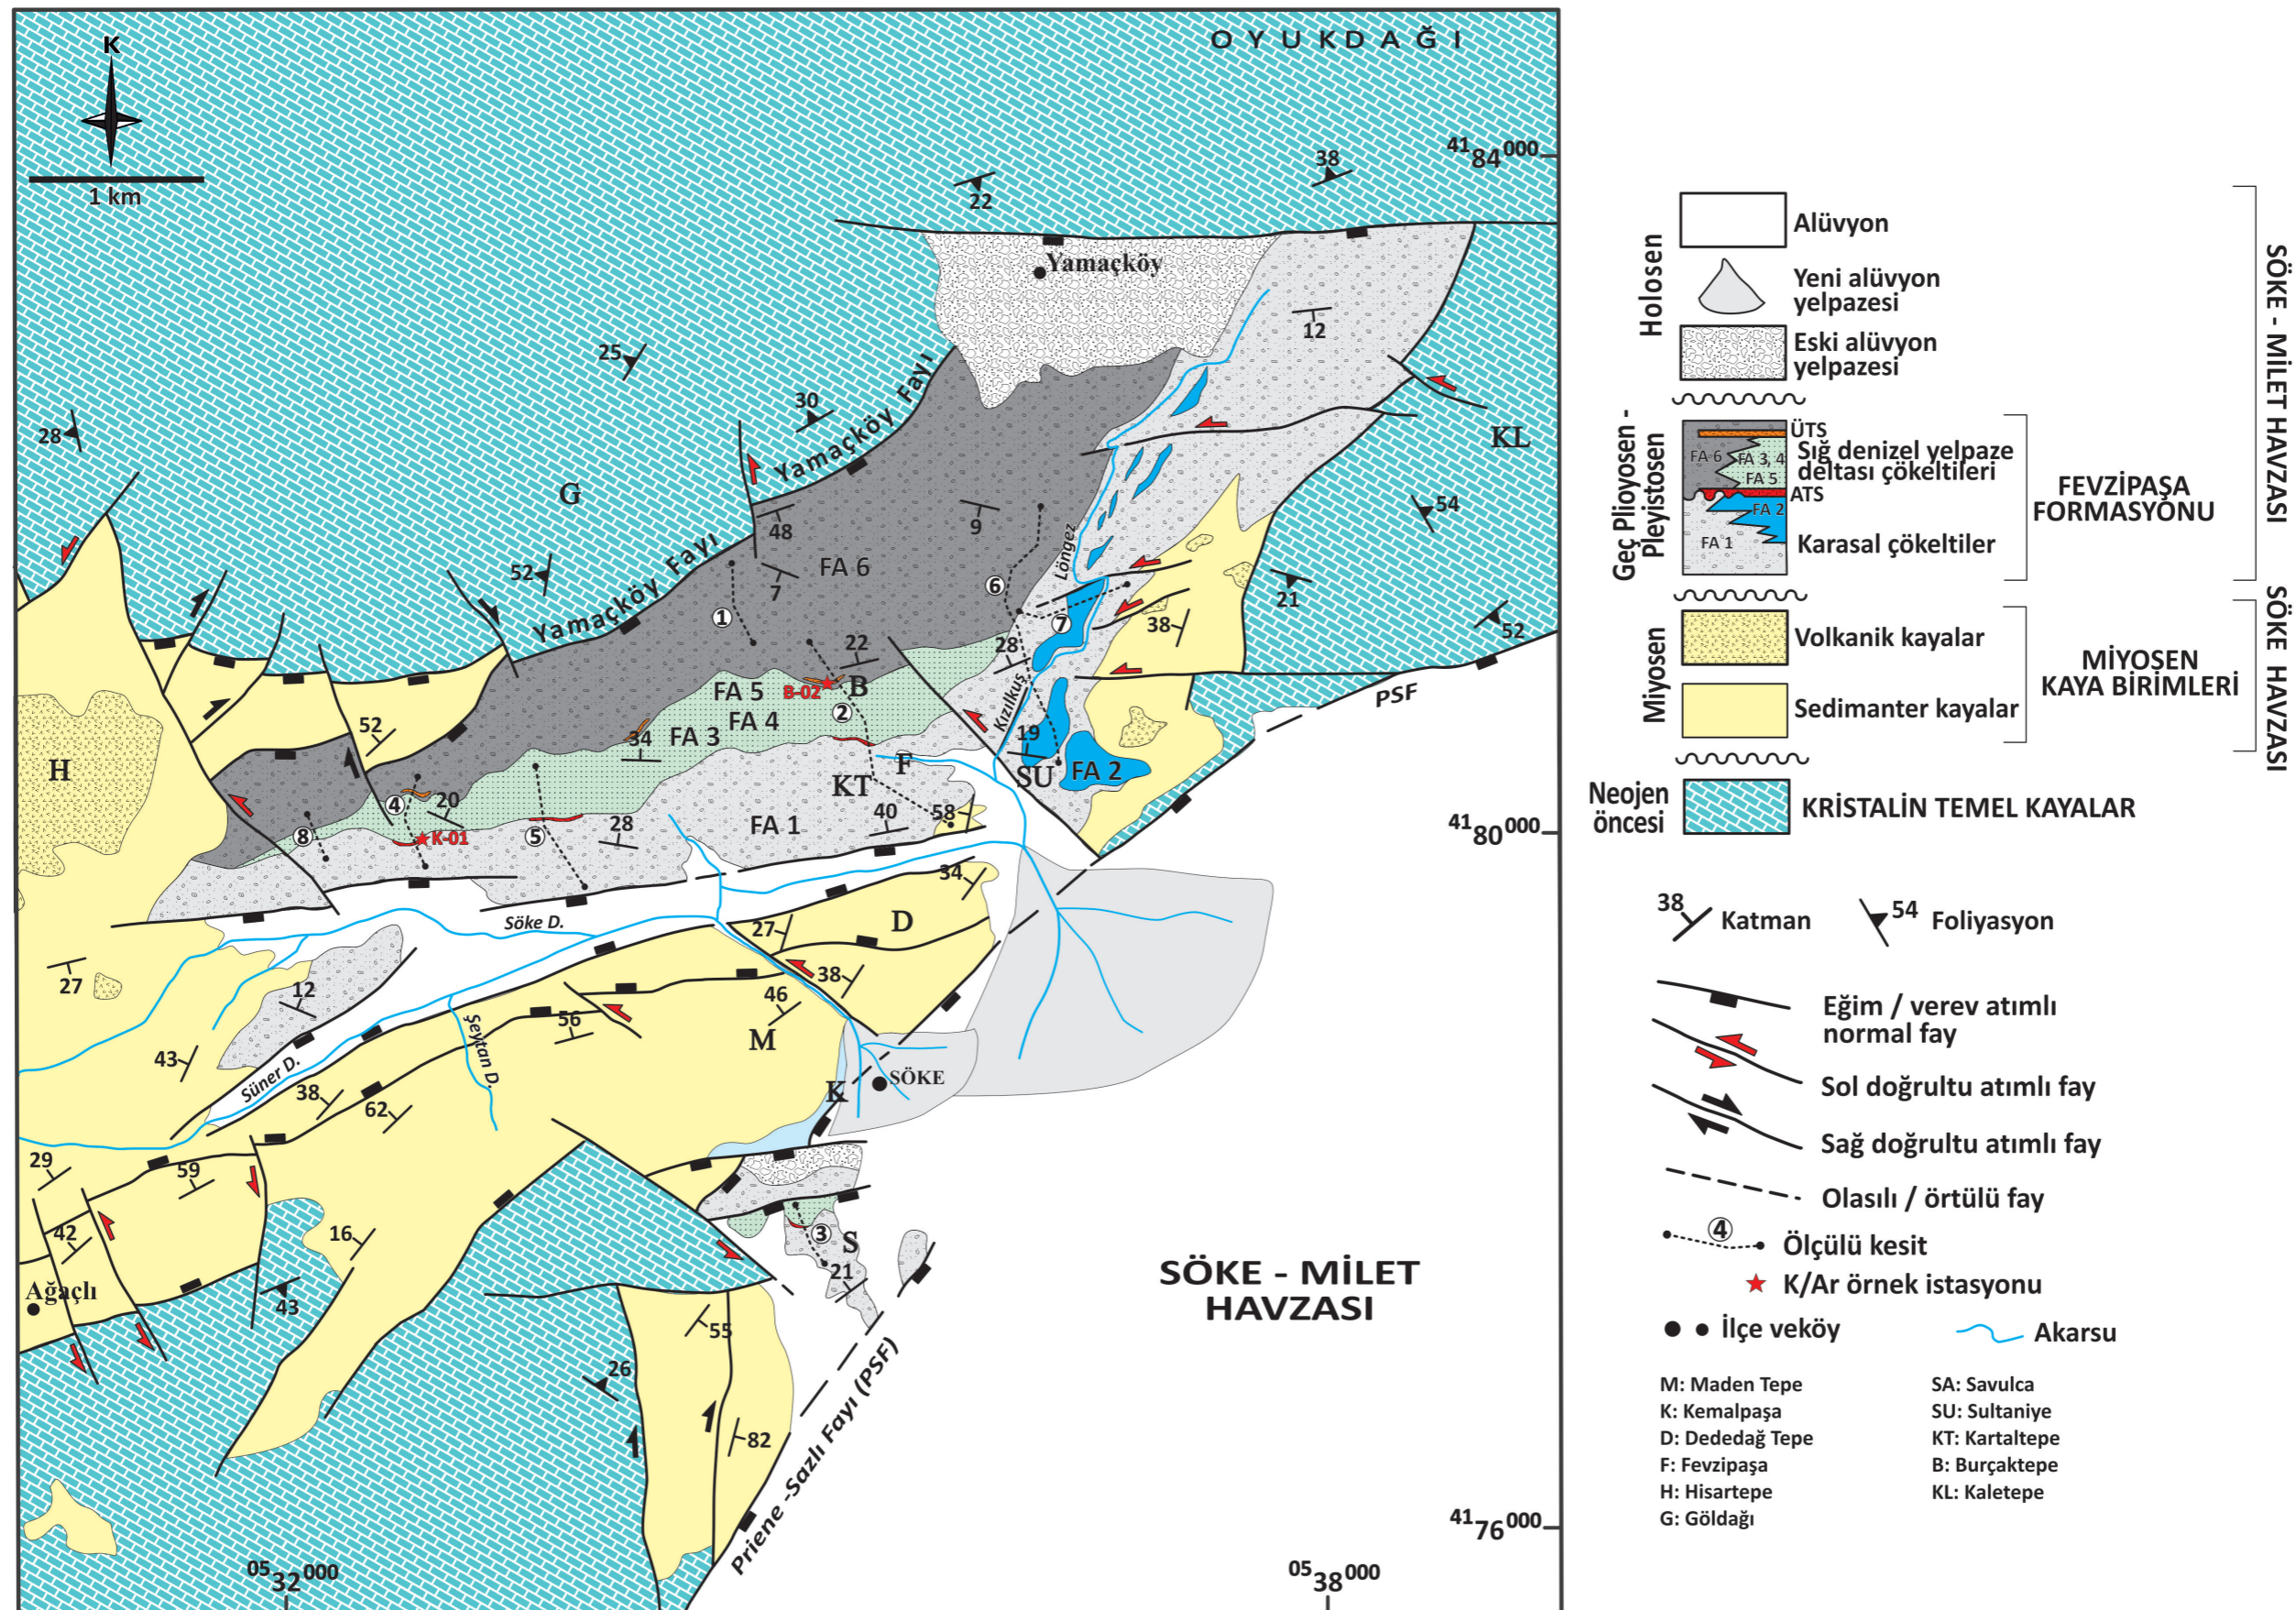 OYUKDAĞI
K
1 km
41 84 000
38
22
Yamaçköy
12
25
30
Yamaçköy Fayı
28
KL
G
54
48
9
Löngez
52
FA 6
7
6
Yamaçköy Fayı
1
21
7
38
52
22
28
FA 5
B-02
B
FA 4
2
Kızılkuş
PSF
52
34
FA 3
19
F
SU
FA 2
H
KT
4
20
40
58
8
K-01
5
28
FA 1
41 80 000
34
Söke D.
27
D
27
12
38
46
56
M
Şeytan D.
43
Süner D.
38
62
K
SÖKE
29
59
42
16
3
S
21
SÖKE - MİLET
HAVZASI
Ağaçlı
43
55
26
82
Priene -Sazlı Fayı (PSF)
41 76 000
05 32 000
05 38 000
Holosen
Alüvyon
Yeni alüvyon
yelpazesi
Eski alüvyon
yelpazesi
SÖKE - MİLET HAVZASI
Geç Pliyosen -
Pleyistosen
ÜTS
FA 6
FA 3, 4
FA 5
Sığ denizel yelpaze
deltası çökeltileri
ATS
FA 2
FA 1
Karasal çökeltiler
FEVZİPAŞA
FORMASYONU
Miyosen
Volkanik kayalar
Sedimanter kayalar
MİYOSEN
KAYA BİRİMLERİ
SÖKE HAVZASI
Neojen
öncesi
KRİSTALİN TEMEL KAYALAR
38
Katman
54
Foliyasyon
Eğim / verev atımlı
normal fay
Sol doğrultu atımlı fay
Sağ doğrultu atımlı fay
Olasılı / örtülü fay
4
Ölçülü kesit
K/Ar örnek istasyonu
İlçe veköy
Akarsu
M: Maden Tepe
K: Kemalpaşa
D: Dededağ Tepe
F: Fevzipaşa
H: Hisartepe
G: Göldağı
SA: Savulca
SU: Sultaniye
KT: Kartaltepe
B: Burçaktepe
KL: Kaletepe